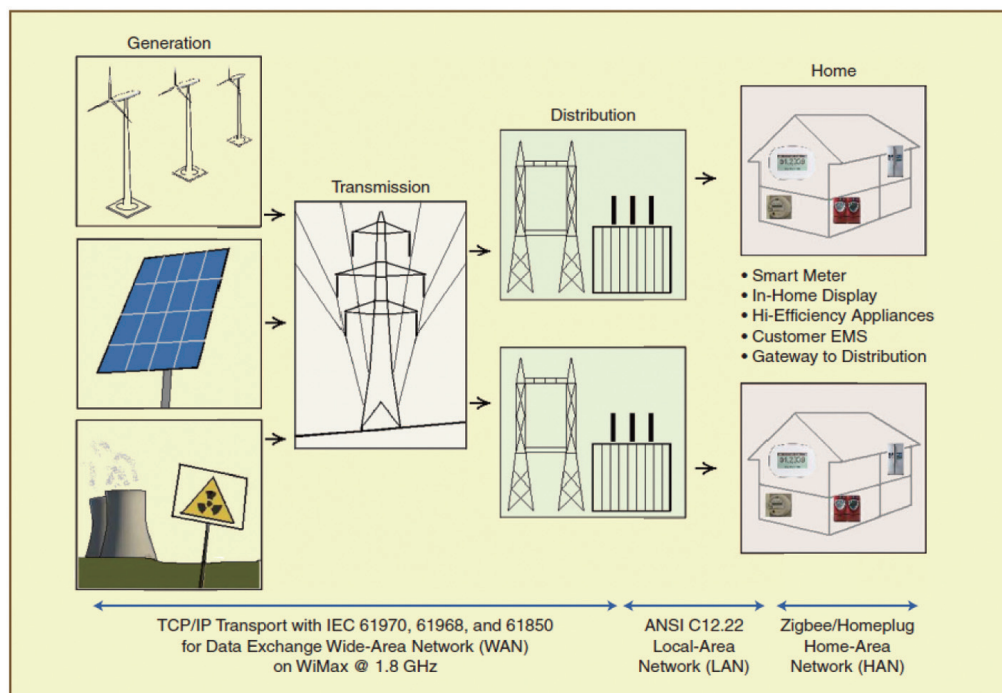 Generation
Home
Distribution
Transmission
• Smart Meter
• In-Home Display
• Hi-Efficiency Appliances
• Customer EMS
• Gateway to Distribution
TCP/IP Transport with IEC 61970, 61968, and 61850
for Data Exchange Wide-Area Network (WAN)
on WiMax @ 1.8 GHz
ANSI C12.22
Local-Area
Network (LAN)
Zigbee/Homeplug
Home-Area
Network (HAN)